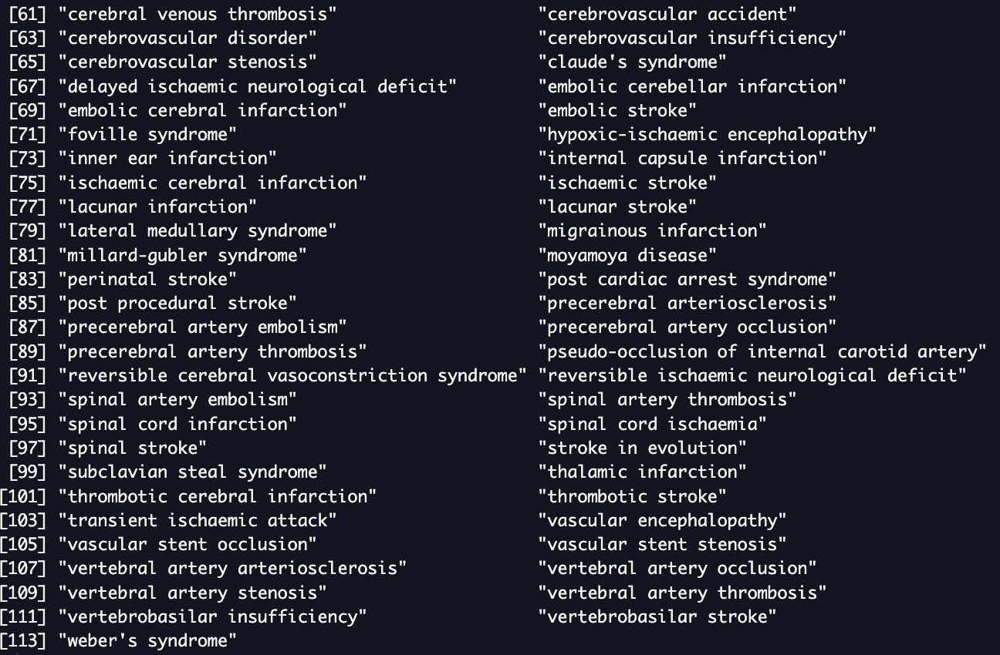 [61] "cerebral venous thrombosis" "cerebrovascular accident"
[63] "cerebrovascular disorder" "cerebrovascular insufficiency"
[65] "cerebrovascular stenosis" "claude's syndrome"
[67] "delayed ischaemic neurological deficit" "embolic cerebellar infarction"
[69] "embolic cerebral infarction" "embolic stroke"
[71] "foville syndrome" "hypoxic-ischaemic encephalopathy"
[73] "inner ear infarction" "internal capsule infarction"
[75] "ischaemic cerebral infarction" "ischaemic stroke"
[77] "lacunar infarction" "lacunar stroke"
[79] "lateral medullary syndrome" "migrainous infarction"
[81] "millard-gubler syndrome" "moyamoya disease"
[83] "perinatal stroke" "post cardiac arrest syndrome"
[85] "post procedural stroke" "precerebral arteriosclerosis"
[87] "precerebral artery embolism" "precerebral artery occlusion"
[89] "precerebral artery thrombosis" "pseudo-occlusion of internal carotid artery"
[91] "reversible cerebral vasoconstriction syndrome" "reversible ischaemic neurological deficit"
[93] "spinal artery embolism" "spinal artery thrombosis"
[95] "spinal cord infarction" "spinal cord ischaemia"
[97] "spinal stroke" "stroke in evolution"
[99] "subclavian steal syndrome" "thalamic infarction"
[101] "thrombotic cerebral infarction" "thrombotic stroke"
[103] "transient ischaemic attack" "vascular encephalopathy"
[105] "vascular stent occlusion" "vascular stent stenosis"
[107] "vertebral artery arteriosclerosis" "vertebral artery occlusion"
[109] "vertebral artery stenosis" "vertebral artery thrombosis"
[111] "vertebrobasilar insufficiency" "vertebrobasilar stroke"
[113] "weber's syndrome"